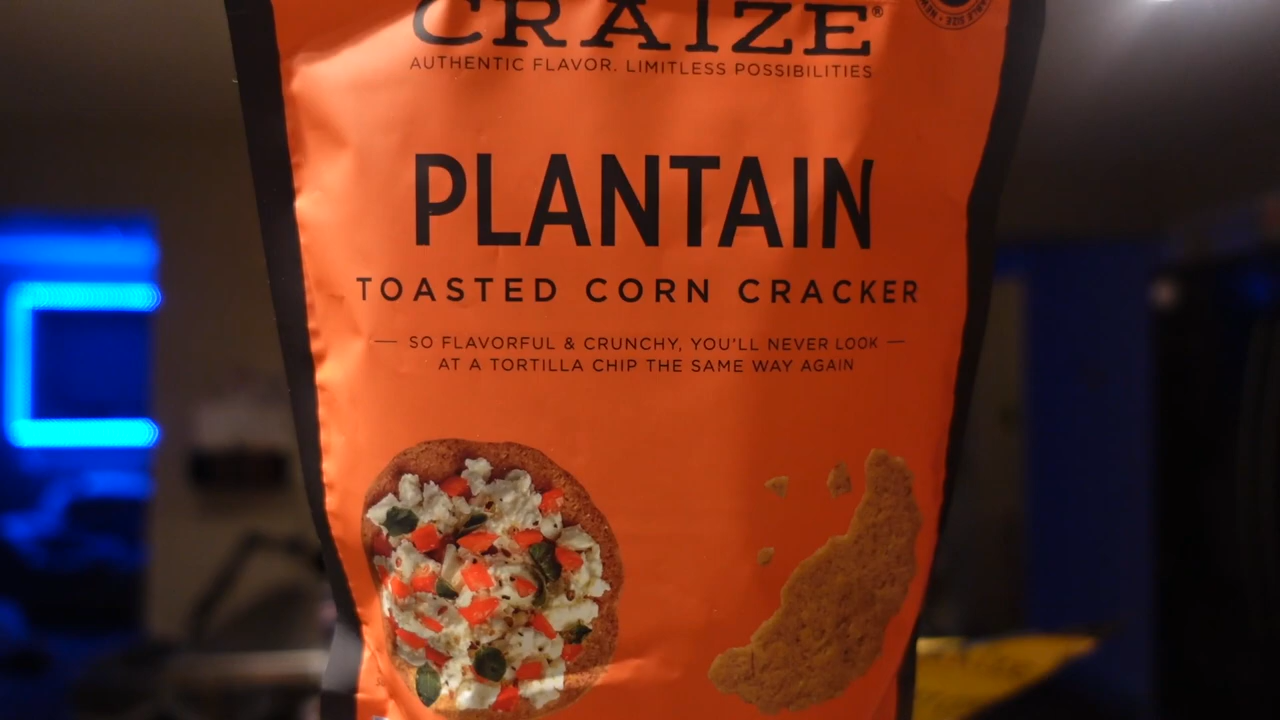 CRAIZE®
AUTHENTIC FLAVOR. LIMITLESS POSSIBILITIES
PLANTAIN
TOASTED CORN CRACKER
SO FLAVORFUL & CRUNCHY, YOU'LL NEVER LOOK
AT A TORTILLA CHIP THE SAME WAY AGAIN